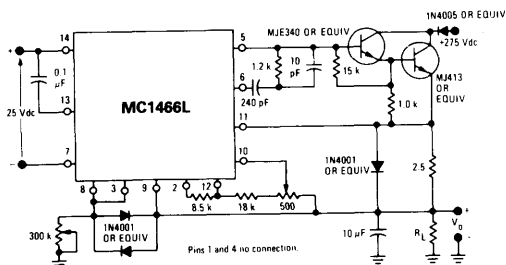 1N4005 OR EQUIV
MJE340 OR EQUIV
+275 Vdc
14
5
+
10
pF
1.2 k
15 k
MJ413
OR
EQUIV
0.1
µF
6
240 pF
1.0 k
MC1466L
13
11
25 Vdc
10
1N4001
OR EQUIV
7
2.5
8
3
9
2
12
8.5 k
18 k
500
1N4001
OR EQUIV
300 k
10 µF
RL
Vo
+
-
Pins 1 and 4 no connection.